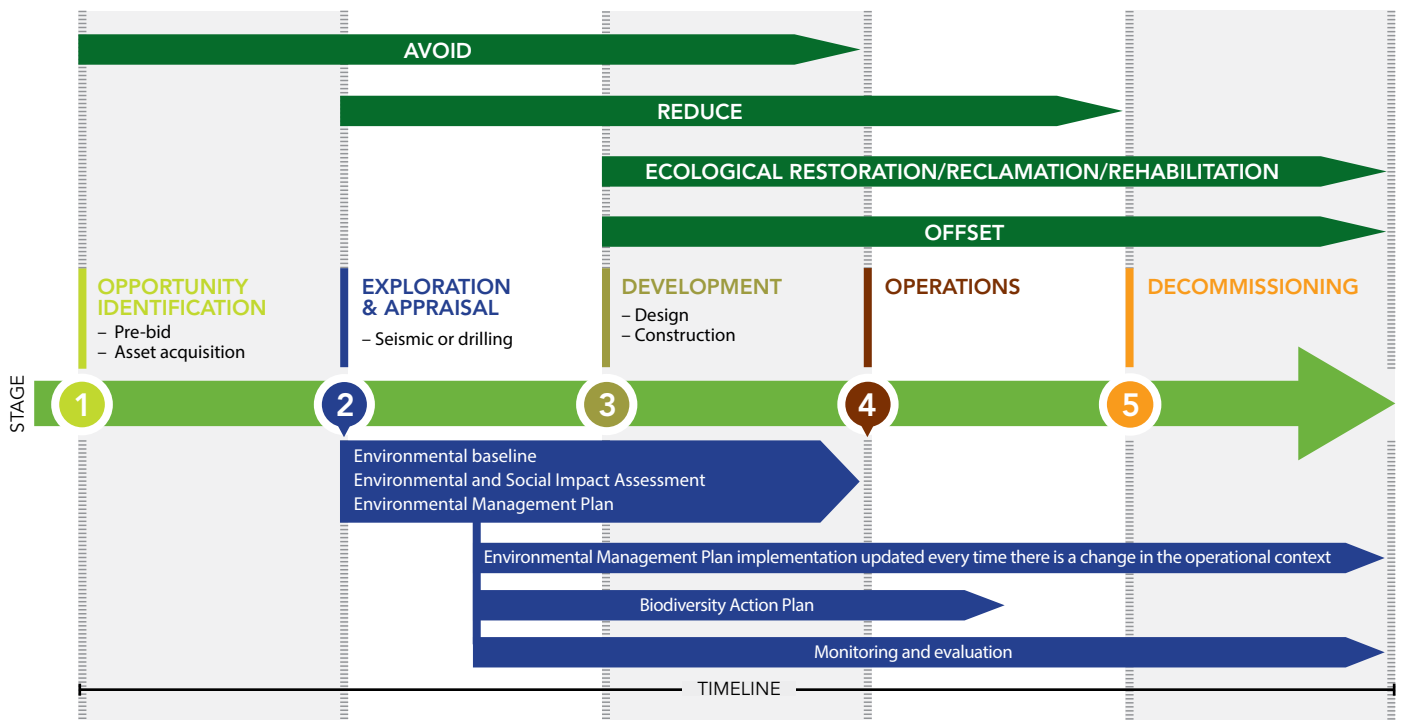 AVOID
REDUCE
ECOLOGICAL RESTORATION/RECLAMATION/REHABILITATION
OFFSET
OPPORTUNITY
IDENTIFICATION
– Pre-bid
– Asset acquisition
EXPLORATION
& APPRAISAL
– Seismic or drilling
DEVELOPMENT
– Design
– Construction
OPERATIONS
DECOMMISSIONING
STAGE
1
2
3
4
5
Environmental baseline
Environmental and Social Impact Assessment
Environmental Management Plan
Environmental Management Plan implementation updated every time there is a change in the operational context
Biodiversity Action Plan
Monitoring and evaluation
TIMELINE